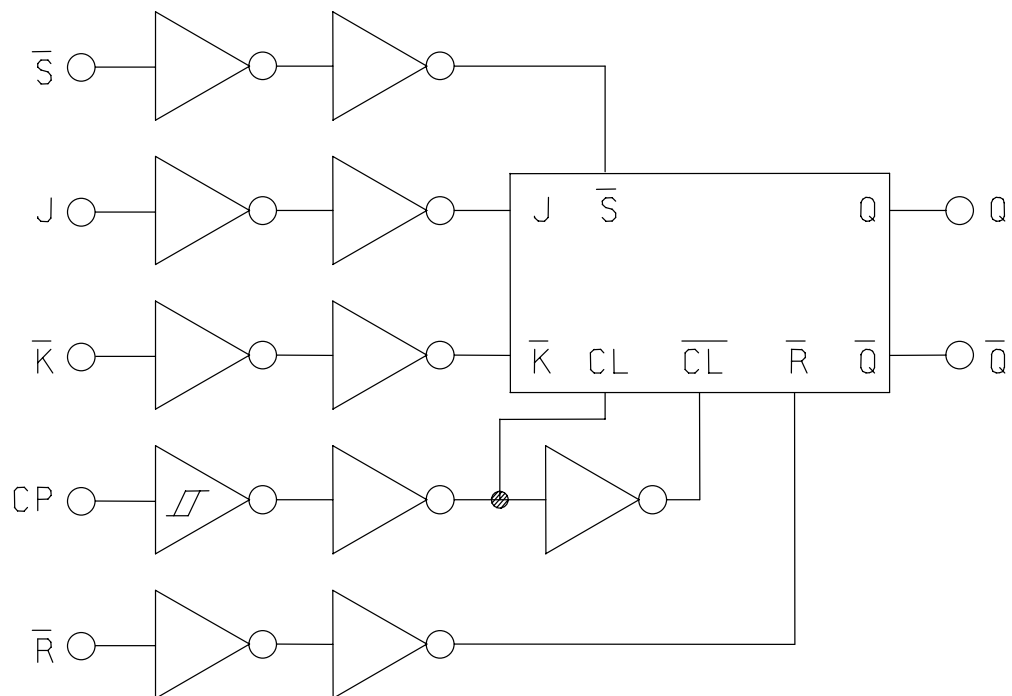 S̅
J
J S̅ Q Q
K̅
K̅ CL C̅L̅ R̅ Q̅ Q̅
CP
R̅